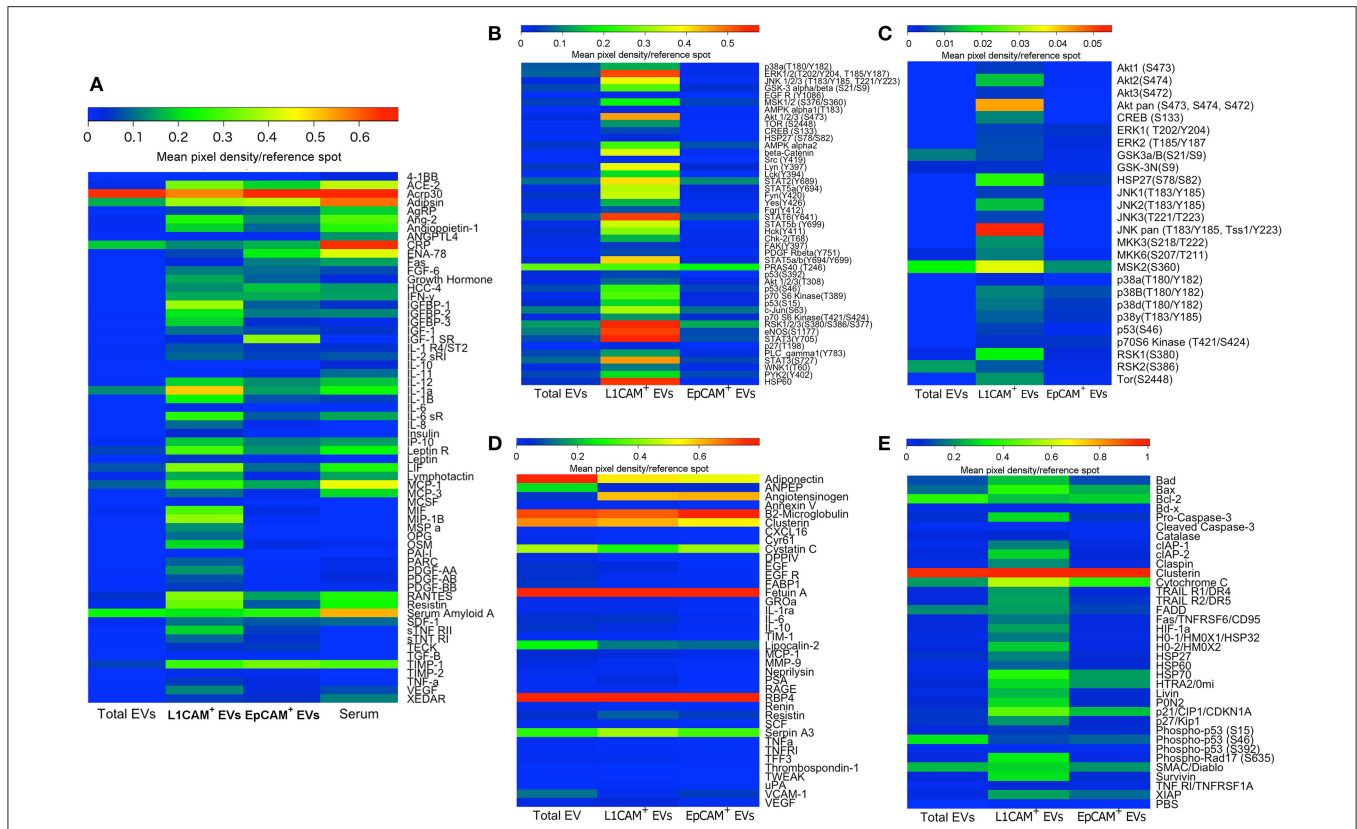 A
0 0.1 0.2 0.3 0.4 0.5 0.6
Mean pixel density/reference spot
4-1BB
ACE-2
Acrp30
Adipsin
AgRP
Ang-2
Angiopoietin-1
ANGPTL4
CRP
ENA-78
Fas
FGF-6
Growth Hormone
HCC-4
IFN-y
IGFBP-1
IGFBP-2
IGFBP-3
IGF-1
IGF-1 SR
IL-1 R4/ST2
IL-2 sRI
IL-10
IL-11
IL-12
IL-1a
IL-1B
IL-6
IL-6 sR
IL-8
Insulin
IP-10
Leptin R
Leptin
LIF
Lymphotactin
MCP-1
MCP-3
MCSF
MIF
MIP-1B
MSP a
OPG
OSM
PAI-I
PARC
PDGF-AA
PDGF-AB
PDGF-BB
RANTES
Resistin
Serum Amyloid A
SDF-1
sTNF RII
sTNT RI
TECK
TGF-B
TIMP-1
TIMP-2
TNF-a
VEGF
XEDAR
Total EVs L1CAM+ EVs EpCAM+ EVs Serum
B
0 0.1 0.2 0.3 0.4 0.5
Mean pixel density/reference spot
p38a(T180/Y182)
ERK1/2(T202/Y204, T185/Y187)
JNK 1/2/3 (T183/Y185, T221/Y223)
GSK-3 alpha/beta (S21/S9)
EGF R (Y1086)
MSK1/2 (S376/S360)
AMPK alpha1(T183)
Akt 1/2/3 (S473)
TOR (S2448)
CREB (S133)
HSP27 (S78/S82)
AMPK alpha2
beta-Catenin
Src (Y419)
Lyn (Y397)
Lck(Y394)
STAT2(Y689)
STAT5a(Y694)
Fyn(Y420)
Yes(Y426)
Fgr(Y412)
STAT6(Y641)
STAT5b (Y699)
Hck(Y411)
Chk-2(T68)
FAK(Y397)
PDGF Rbeta(Y751)
STAT5a/b(Y694/Y699)
PRAS40 (T246)
p53(S392)
Akt 1/2/3(T308)
p53(S46)
p70 S6 Kinase(T389)
p53(S15)
c-Jun(S63)
p70 S6 Kinase(T421/S424)
RSK1/2/3(S380/S386/S377)
eNOS(S1177)
STAT3(Y705)
p27(T198)
PLC gamma1(Y783)
STAT3(S727)
WNK1(T60)
PYK2(Y402)
HSP60
Total EVs L1CAM+ EVs EpCAM+ EVs
C
0 0.01 0.02 0.03 0.04 0.05
Mean pixel density/reference spot
Akt1 (S473)
Akt2(S474)
Akt3(S472)
Akt pan (S473, S474, S472)
CREB (S133)
ERK1( T202/Y204)
ERK2 (T185/Y187
GSK3a/B(S21/S9)
GSK-3N(S9)
HSP27(S78/S82)
JNK1(T183/Y185)
JNK2(T183/Y185)
JNK3(T221/T223)
JNK pan (T183/Y185, Tss1/Y223)
MKK3(S218/T222)
MKK6(S207/T211)
MSK2(S360)
p38a(T180/Y182)
p38B(T180/Y182)
p38d(T180/Y182)
p38y(T183/Y185)
p53(S46)
p70S6 Kinase (T421/S424)
RSK1(S380)
RSK2(S386)
Tor(S2448)
Total EVs L1CAM+ EVs EpCAM+ EVs
D
0 0.2 0.4 0.6
Mean pixel density/reference spot
Adiponectin
ANPEP
Angiotensinogen
Annexin V
B2-Microglobulin
Clusterin
CXCL16
Cyr61
Cystatin C
DPPIV
EGF
EGF R
FABP1
Fetuin A
GROa
IL-1ra
IL-6
IL-10
TIM-1
Lipocalin-2
MCP-1
MMP-9
Neprilysin
PSA
RAGE
RBP4
Renin
Resistin
SCF
Serpin A3
TNFa
TNFRI
TFF3
Thrombospondin-1
TWEAK
uPA
VCAM-1
VEGF
Total EV L1CAM+ EVs EpCAM+ EVs
E
0 0.2 0.4 0.6 0.8 1
Mean pixel density/reference spot
Bad
Bax
Bcl-2
Bd-x
Pro-Caspase-3
Cleaved Caspase-3
Catalase
cIAP-1
cIAP-2
Claspin
Clusterin
Cytochrome C
TRAIL R1/DR4
TRAIL R2/DR5
FADD
Fas/TNFRSF6/CD95
HIF-1a
H0-1/HM0X1/HSP32
H0-2/HM0X2
HSP27
HSP60
HSP70
HTRA2/0mi
Livin
P0N2
p21/CIP1/CDKN1A
p27/Kip1
Phospho-p53 (S15)
Phospho-p53 (S46)
Phospho-p53 (S392)
Phospho-Rad17 (S635)
SMAC/Diablo
Survivin
TNF RI/TNFRSF1A
XIAP
PBS
Total EVs L1CAM+ EVs EpCAM+ EVs